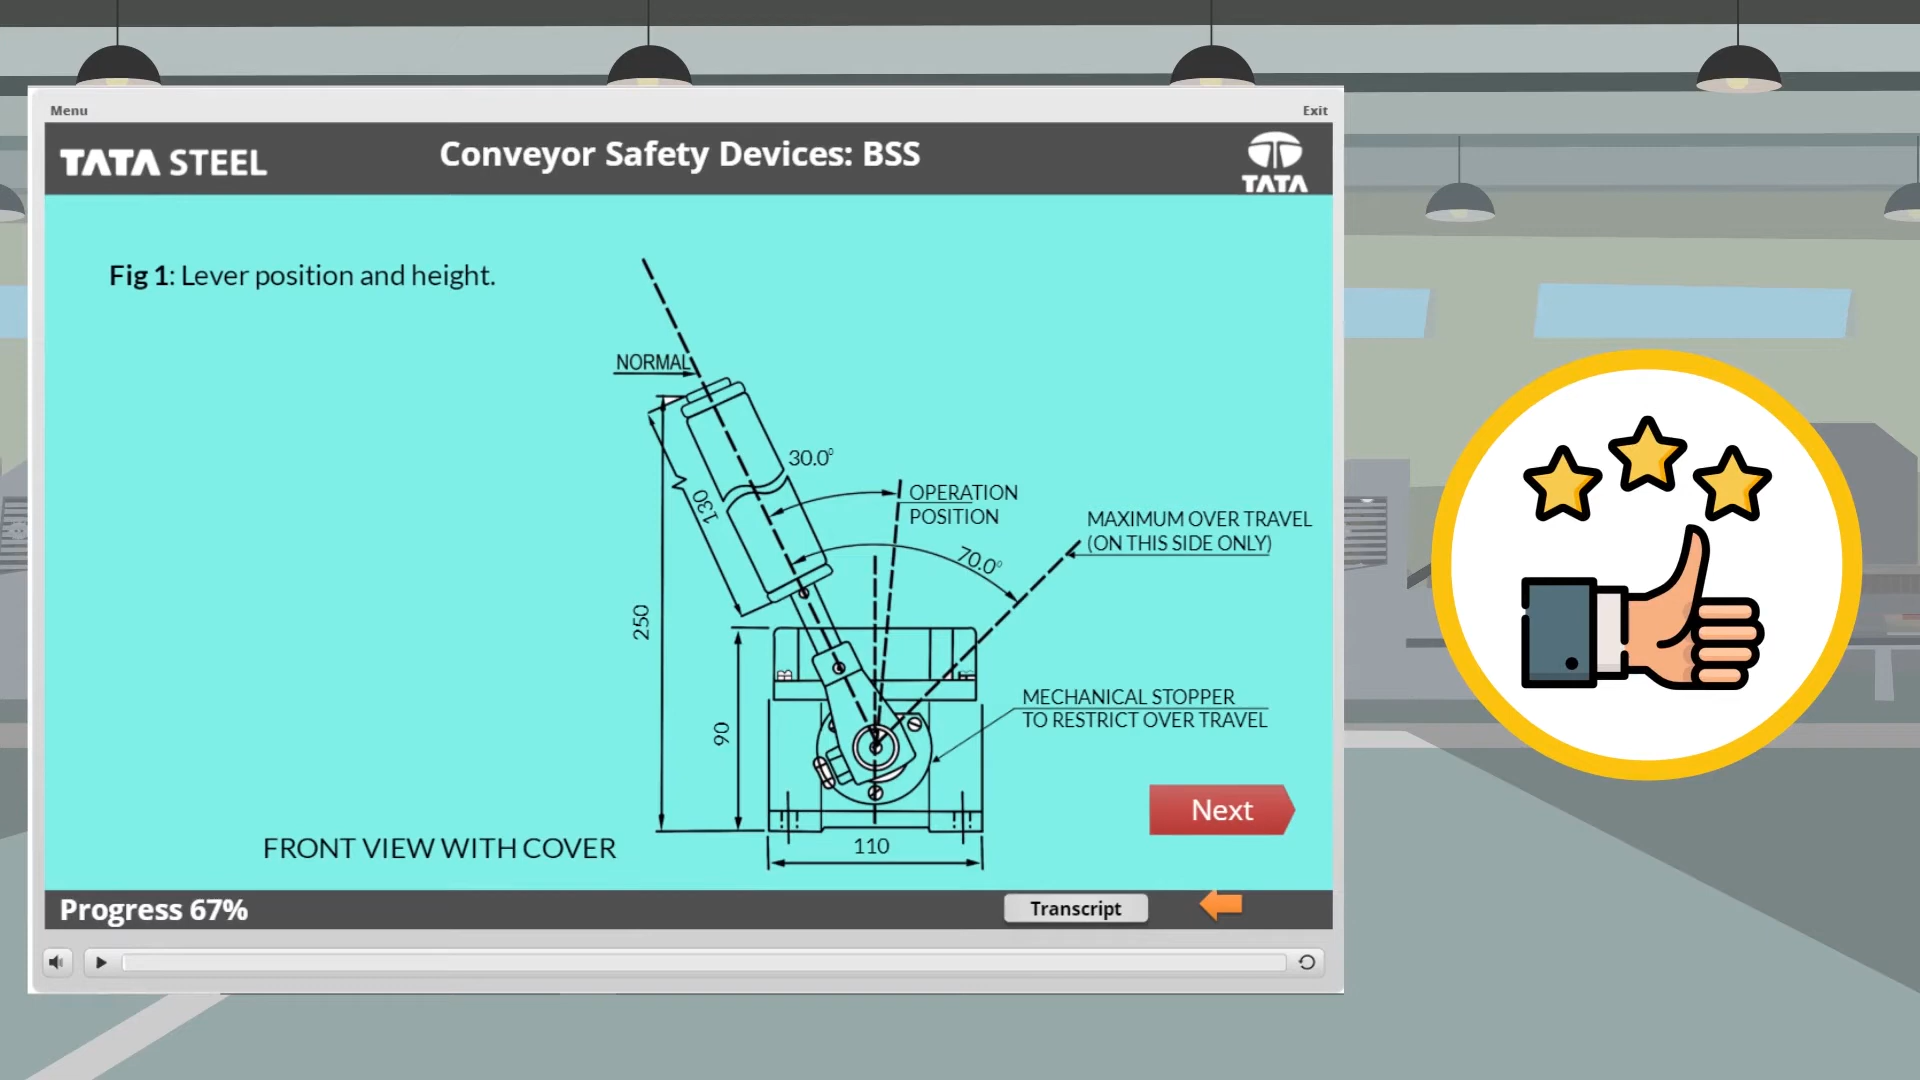 Menu
Exit
TATA STEEL
Conveyor Safety Devices: BSS
TATA
Fig 1: Lever position and height.
NORMAL
30.0⁰
130
OPERATION
POSITION
MAXIMUM OVER TRAVEL
(ON THIS SIDE ONLY)
70.0⁰
250
90
MECHANICAL STOPPER
TO RESTRICT OVER TRAVEL
Next
FRONT VIEW WITH COVER
110
Progress 67%
Transcript